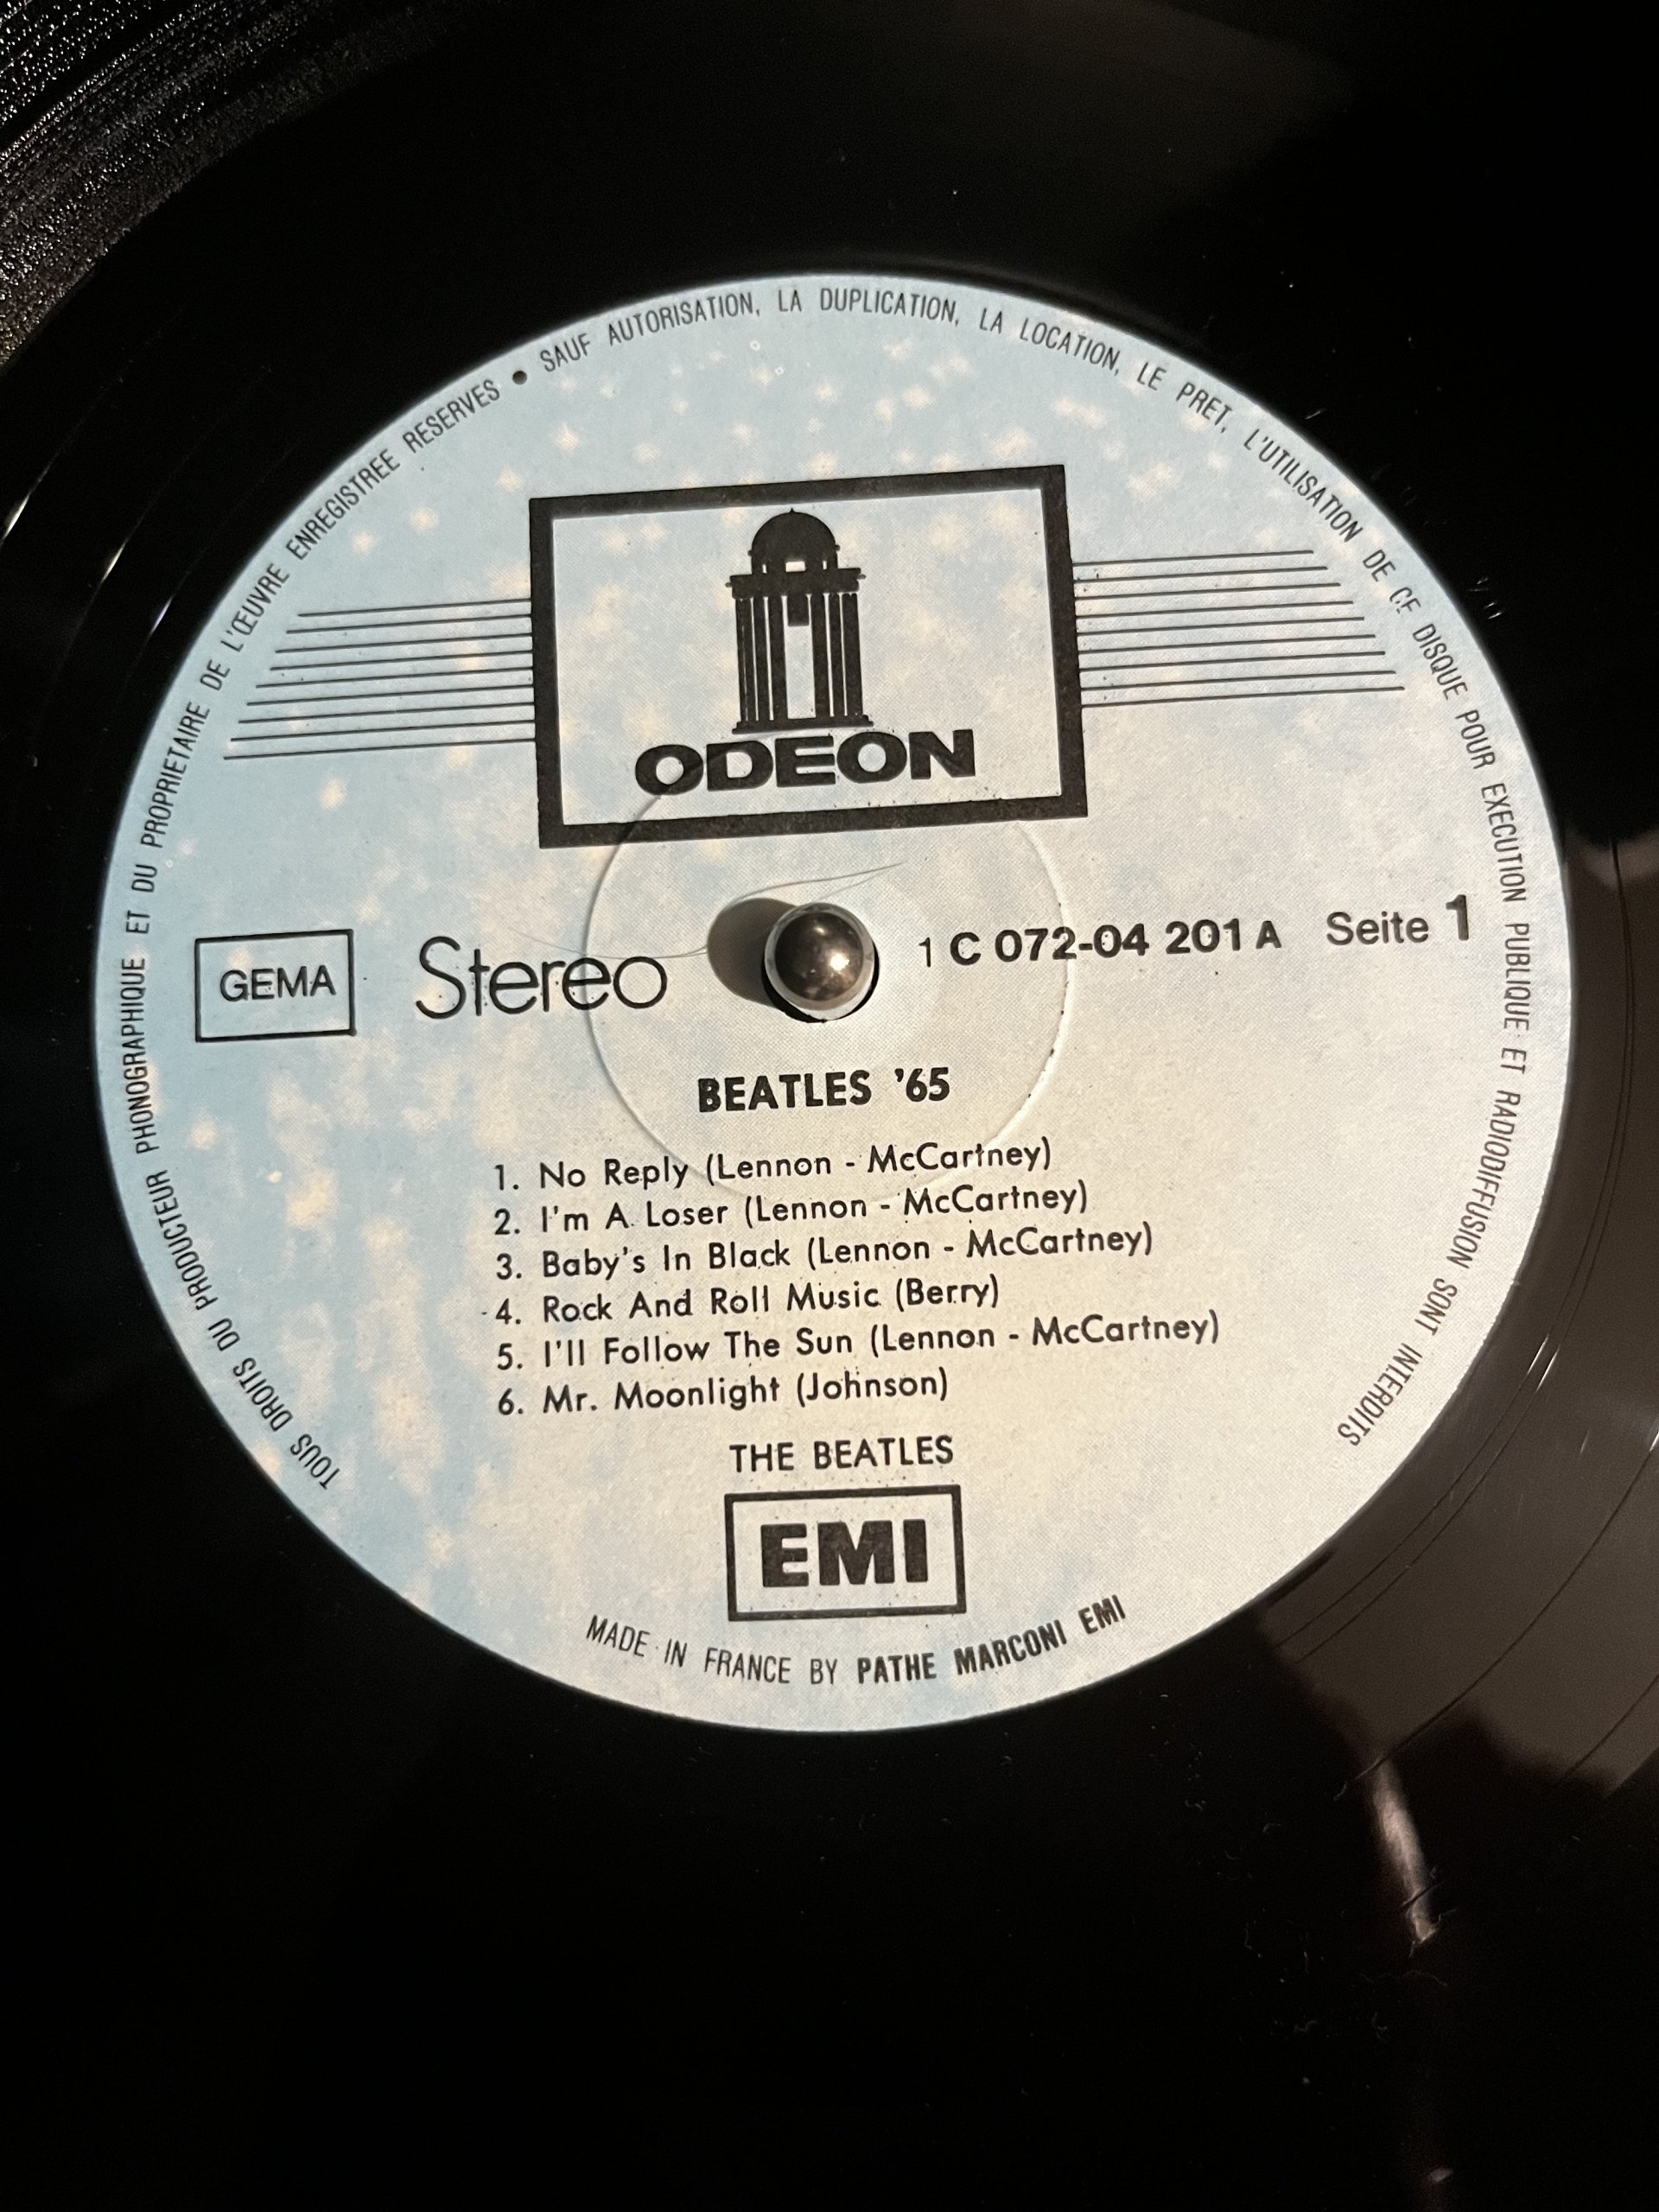 TOUS DROITS DU PRODUCTEUR PHONOGRAPHIQUE ET DU PROPRIETAIRE DE L'ŒUVRE ENREGISTREE RESERVES • SAUF AUTORISATION, LA DUPLICATION, LA LOCATION, LE PRET, L'UTILISATION DE CE DISQUE POUR EXECUTION PUBLIQUE ET RADIODIFFUSION SONT INTERDITS
ODEON
GEMA Stereo 1 C 072-04 201 A Seite 1
BEATLES '65
1. No Reply (Lennon - McCartney)
2. I'm A Loser (Lennon - McCartney)
3. Baby's In Black (Lennon - McCartney)
4. Rock And Roll Music (Berry)
5. I'll Follow The Sun (Lennon - McCartney)
6. Mr. Moonlight (Johnson)
THE BEATLES
EMI
MADE IN FRANCE BY PATHE MARCONI EMI